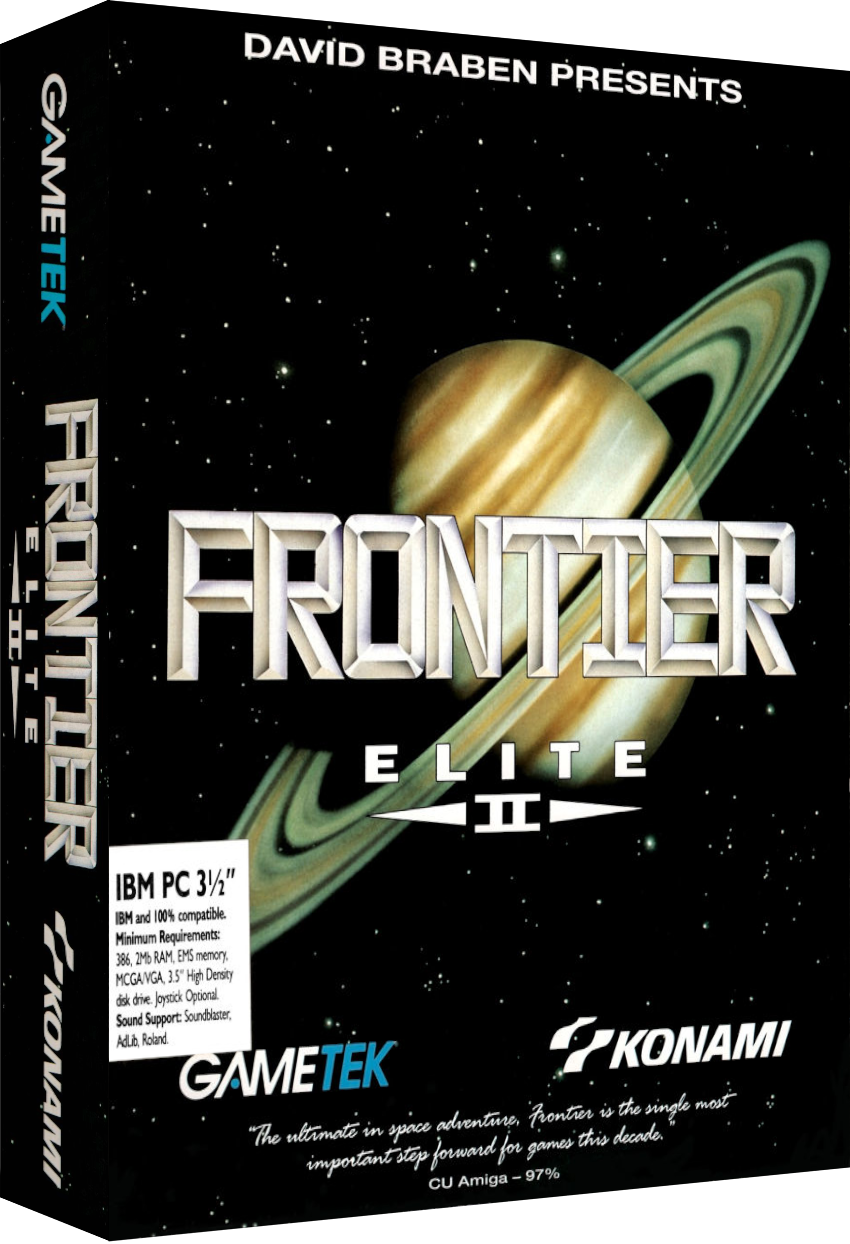 DAVID BRABEN PRESENTS
GAMETEK
FRONTIER
ELITE
II
KONAMI
FRONTIER
ELITE
II
IBM PC 3½"
IBM and 100% compatible.
Minimum Requirements:
386, 2Mb RAM, EMS memory,
MCGA/VGA, 3.5" High Density
disk drive. Joystick Optional.
Sound Support: Soundblaster,
AdLib, Roland.
GAMETEK
KONAMI
"The ultimate in space adventure, Frontier is the single most
important step forward for games this decade."
CU Amiga – 97%